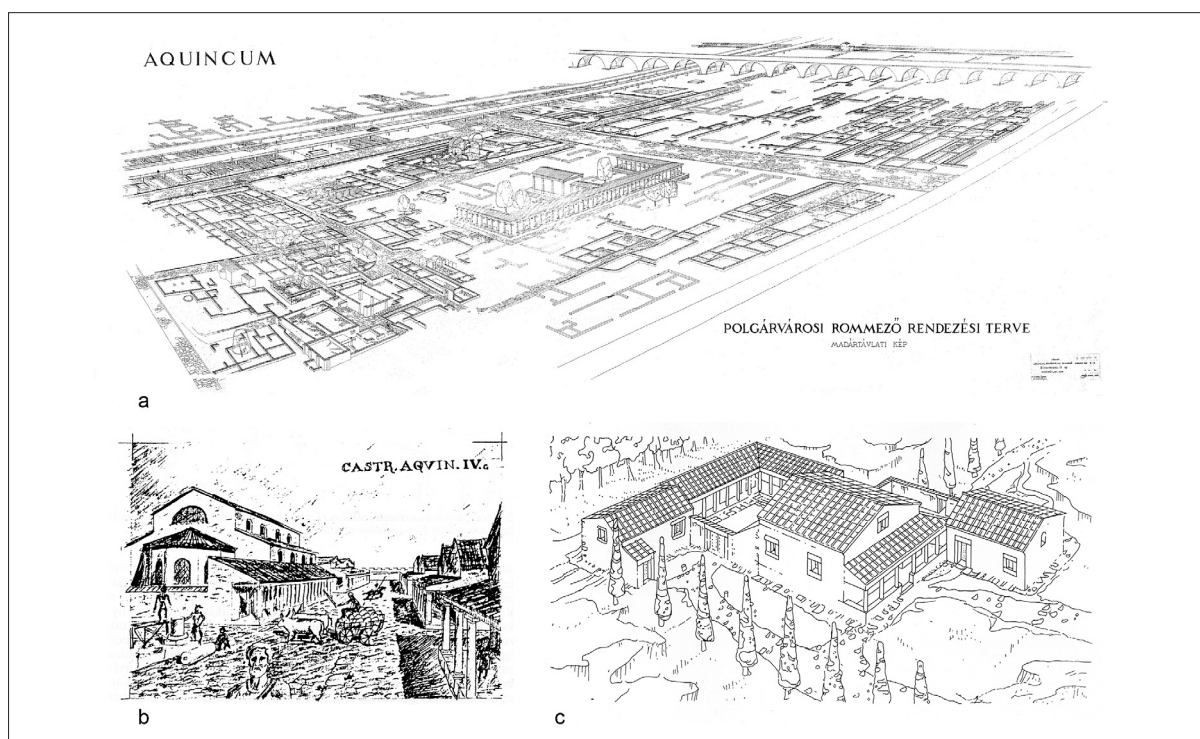 AQUINCUM
POLGÁRVÁROSI ROMMEZŐ RENDEZÉSI TERVE
MADÁRTÁVLATI KÉP
a
CASTR. AQVIN. IV.
b
c